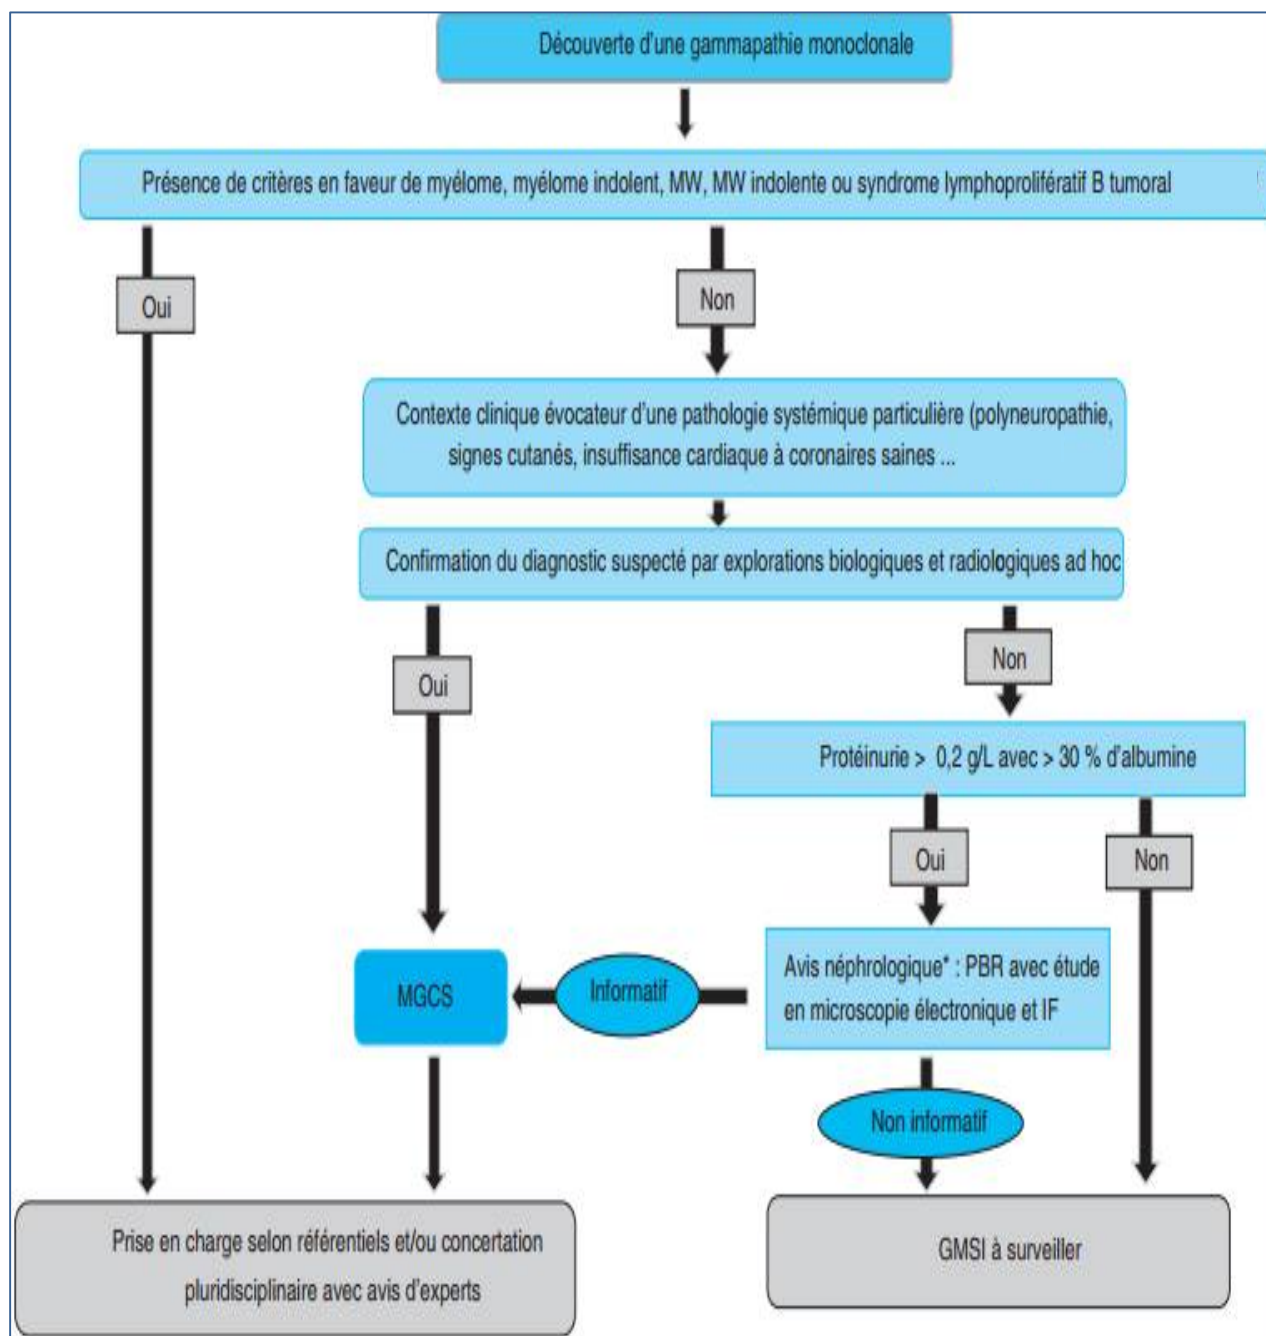 Découverte d'une gammapathie monoclonale
Présence de critères en faveur de myélome, myélome indolent, MW, MW indolente ou syndrome lymphoprolifératif B tumoral
Oui
Non
Contexte clinique évocateur d'une pathologie systémique particulière (polyneuropathie,
signes cutanés, insuffisance cardiaque à coronaires saines ...
Confirmation du diagnostic suspecté par explorations biologiques et radiologiques ad hoc
Oui
Non
Protéinurie > 0,2 g/L avec > 30 % d'albumine
Oui
Non
Avis néphrologique* : PBR avec étude
en microscopie électronique et IF
Informatif
MGCS
Non informatif
Prise en charge selon référentiels et/ou concertation
pluridisciplinaire avec avis d'experts
GMSI à surveiller